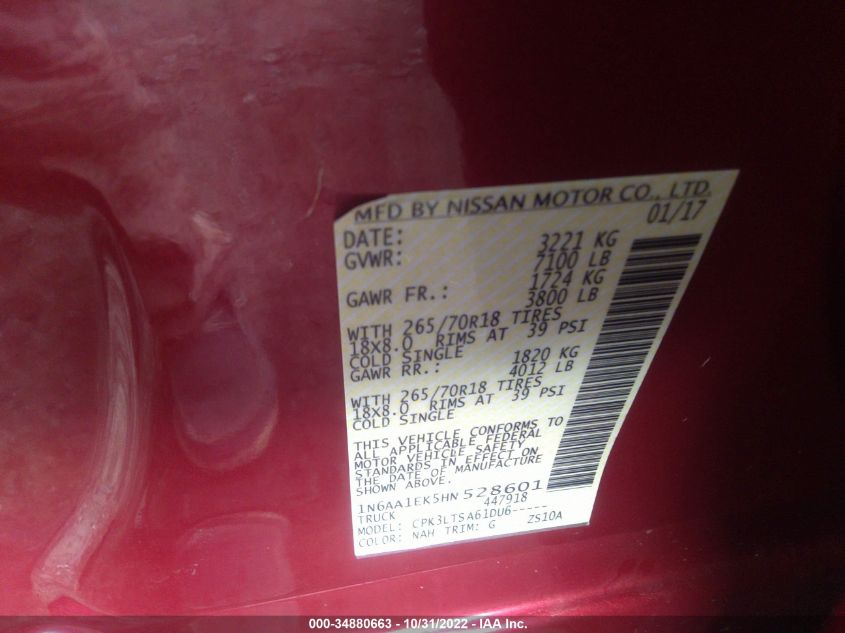 MFD BY NISSAN MOTOR CO., LTD.
DATE: 01/17
GVWR: 3221 KG
7100 LB
GAWR FR.: 1724 KG
3800 LB
WITH 265/70R18 TIRES
18X8.0 RIMS AT 39 PSI
COLD SINGLE
GAWR RR.: 1820 KG
4012 LB
WITH 265/70R18 TIRES
18X8.0 RIMS AT 39 PSI
COLD SINGLE
THIS VEHICLE CONFORMS TO
ALL APPLICABLE FEDERAL
MOTOR VEHICLE SAFETY
STANDARDS IN EFFECT ON
THE DATE OF MANUFACTURE
SHOWN ABOVE.
1N6AA1EK5HN528601
TRUCK 447918
MODEL: CPK3LTSA61DU6-----
COLOR: NAH TRIM: G ZS10A
000-34880663 - 10/31/2022 - IAA Inc.